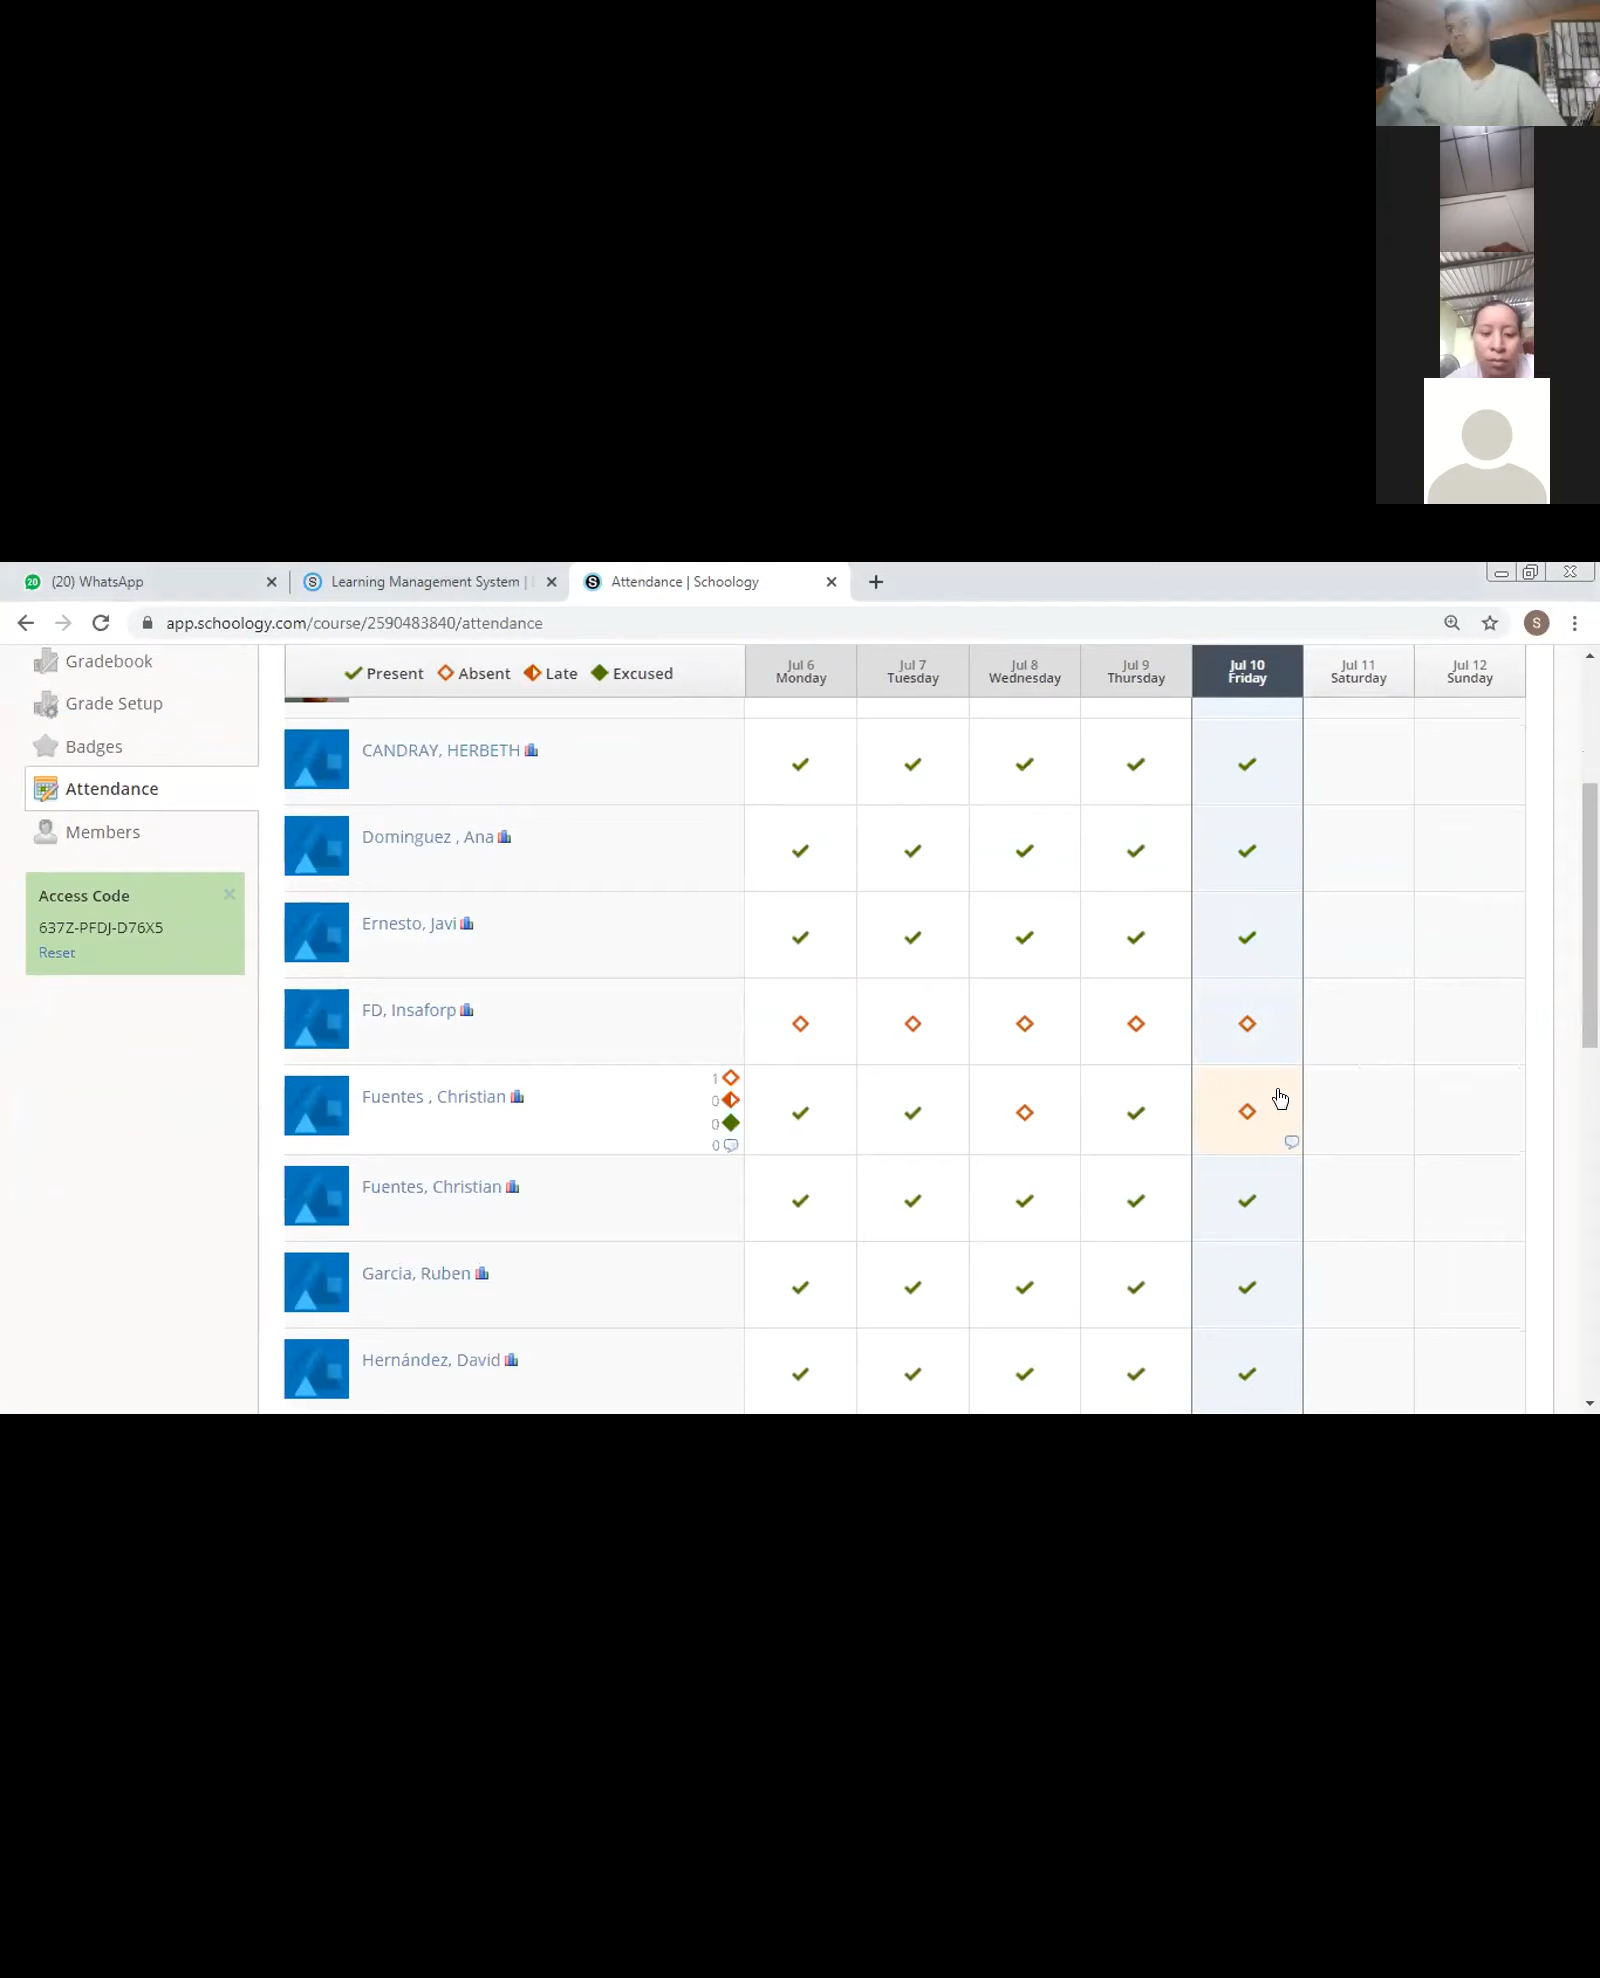 (20) WhatsApp
Learning Management System |
Attendance | Schoology
app.schoology.com/course/2590483840/attendance
S
Gradebook
Grade Setup
Badges
Attendance
Members
Access Code
637Z-PFDJ-D76X5
Reset
Present Absent Late Excused
Jul 6 Monday
Jul 7 Tuesday
Jul 8 Wednesday
Jul 9 Thursday
Jul 10 Friday
Jul 11 Saturday
Jul 12 Sunday
CANDRAY, HERBETH
Dominguez , Ana
Ernesto, Javi
FD, Insaforp
Fuentes , Christian
1
0
0
0
Fuentes, Christian
Garcia, Ruben
Hernández, David